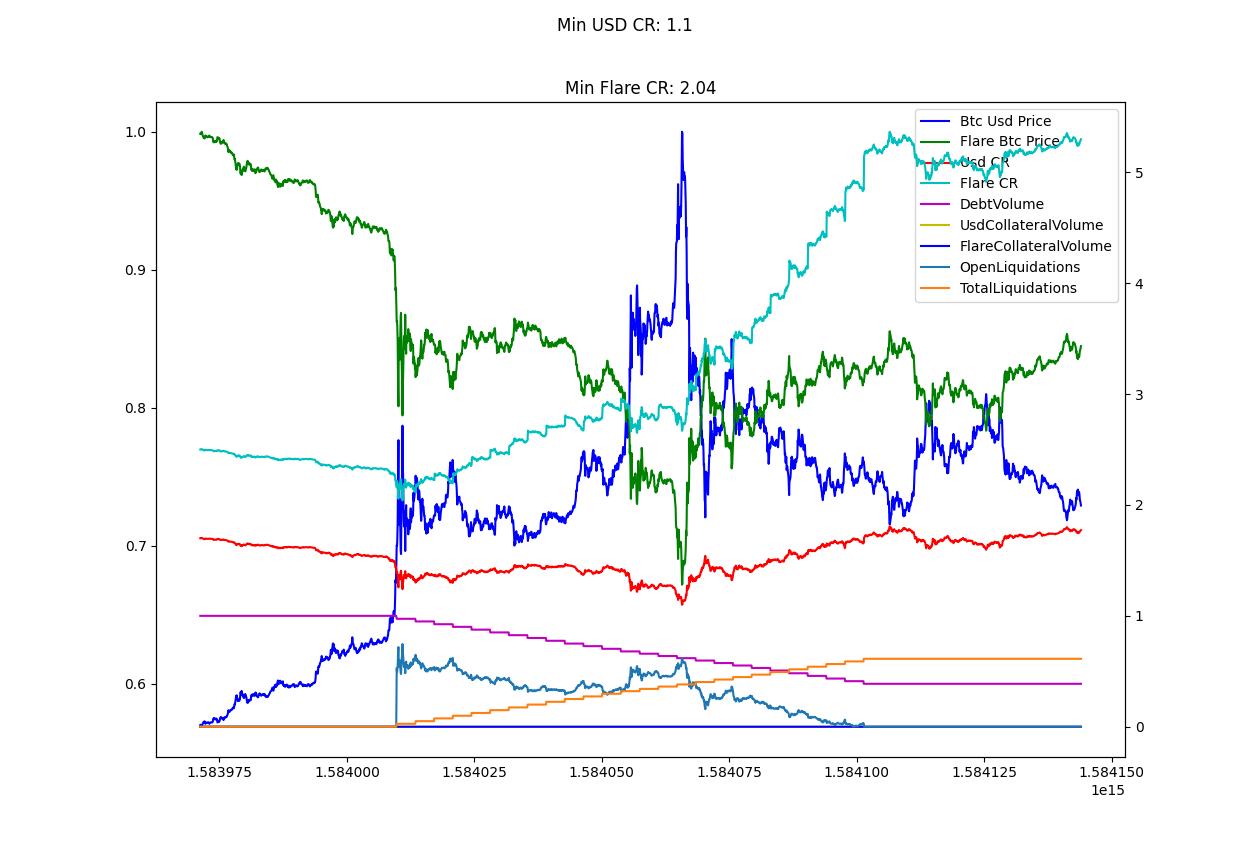 Min USD CR: 1.1
Min Flare CR: 2.04
Btc Usd Price
Flare Btc Price
Usd CR
Flare CR
DebtVolume
UsdCollateralVolume
FlareCollateralVolume
OpenLiquidations
TotalLiquidations
1.0
0.9
0.8
0.7
0.6
5
4
3
2
1
0
1.583975 1.584000 1.584025 1.584050 1.584075 1.584100 1.584125 1.584150
1e15